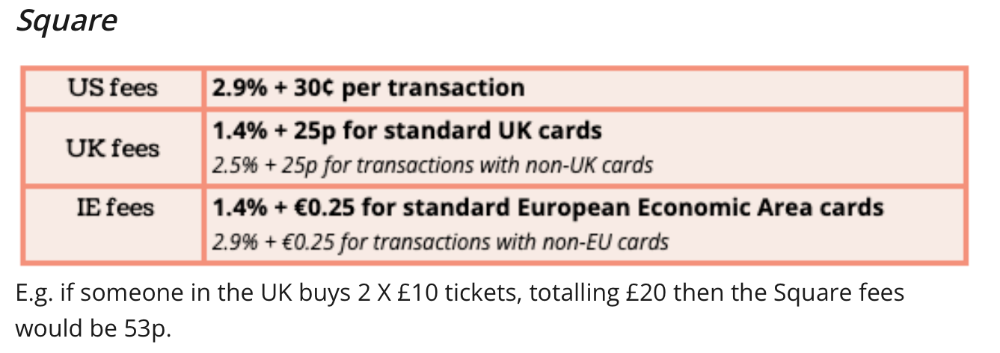 Square
US fees
2.9% + 30¢ per transaction
UK fees
1.4% + 25p for standard UK cards
2.5% + 25p for transactions with non-UK cards
IE fees
1.4% + €0.25 for standard European Economic Area cards
2.9% + €0.25 for transactions with non-EU cards
E.g. if someone in the UK buys 2 X £10 tickets, totalling £20 then the Square fees
would be 53p.